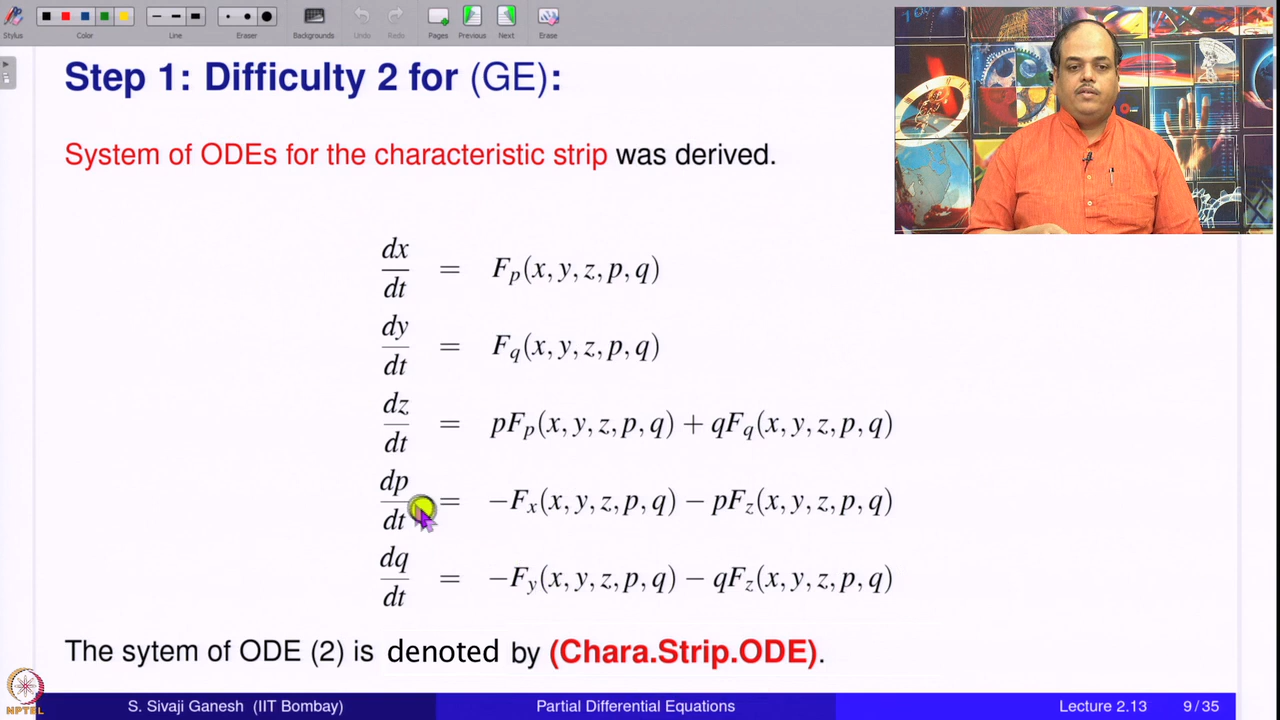 Stylus
Color
Line
Eraser
Backgrounds
Undo
Redo
Pages
Previous
Next
Erase
Step 1: Difficulty 2 for (GE):
System of ODEs for the characteristic strip was derived.
dx/dt = F_p(x, y, z, p, q)
dy/dt = F_q(x, y, z, p, q)
dz/dt = pF_p(x, y, z, p, q) + qF_q(x, y, z, p, q)
dp/dt = −F_x(x, y, z, p, q) − pF_z(x, y, z, p, q)
dq/dt = −F_y(x, y, z, p, q) − qF_z(x, y, z, p, q)
The sytem of ODE (2) is denoted by (Chara.Strip.ODE).
NPTEL
S. Sivaji Ganesh (IIT Bombay)
Partial Differential Equations
Lecture 2.13
9 / 35